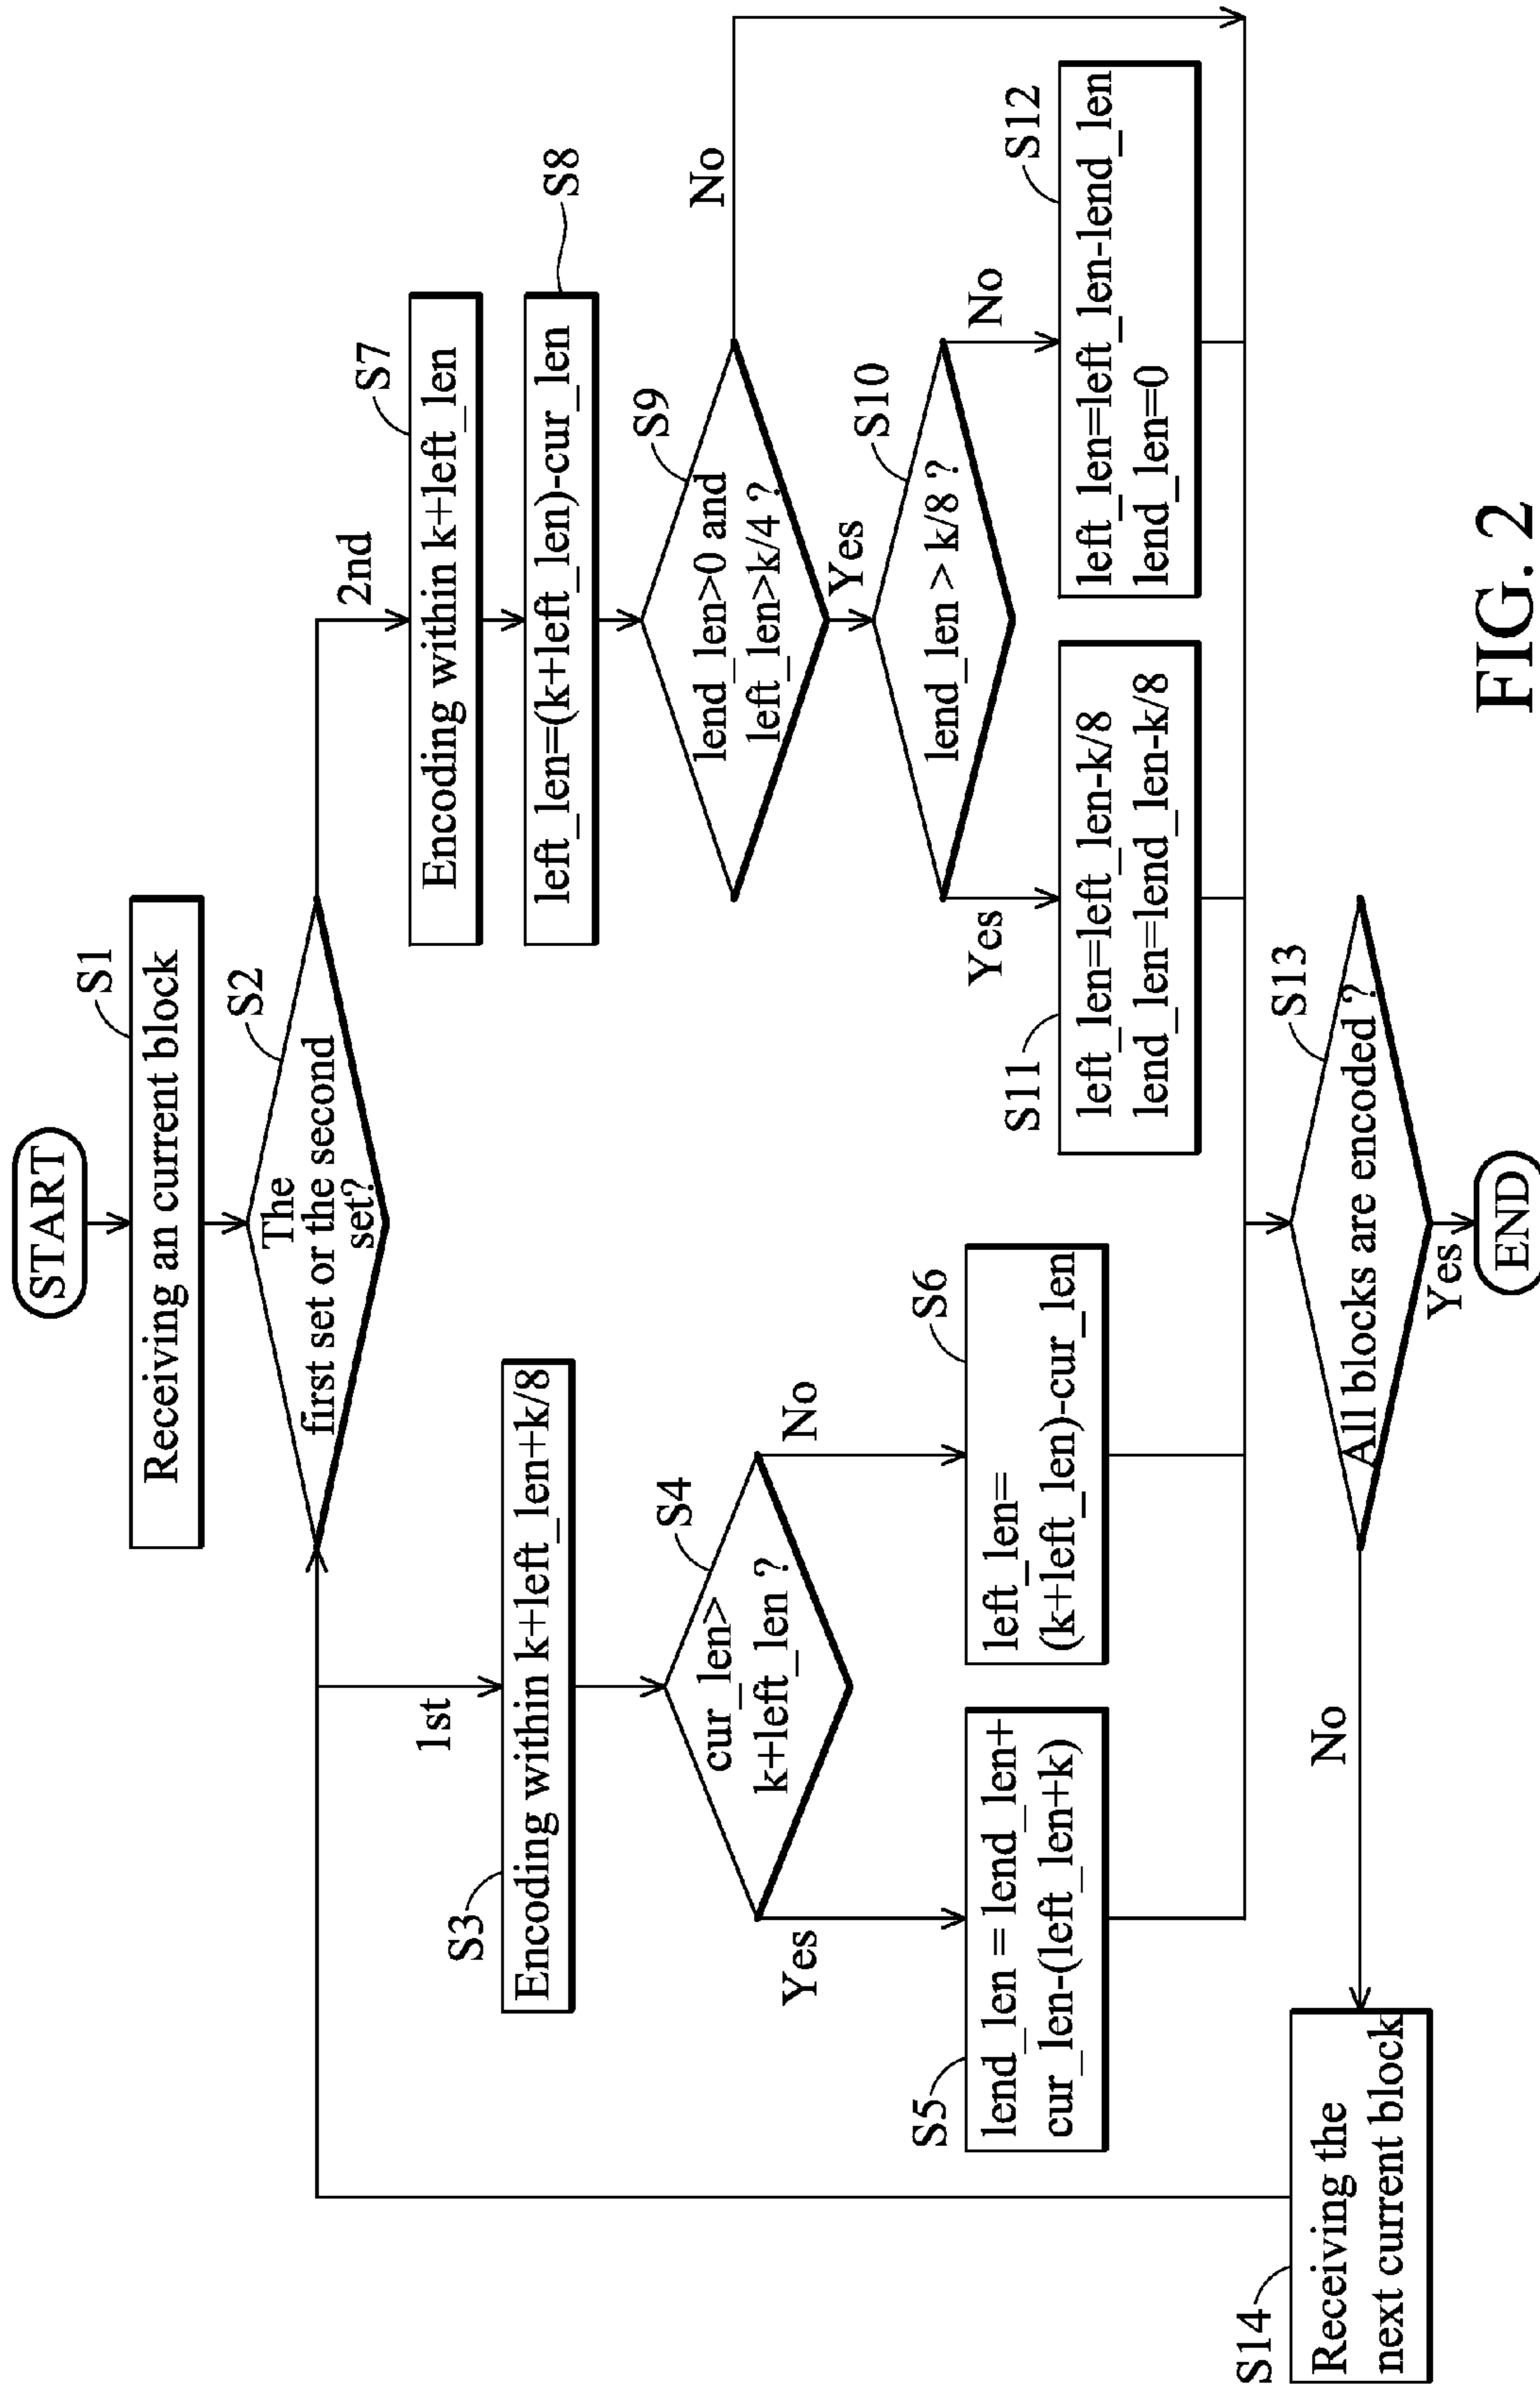 START
Receiving an current block
S1
The
first set or the second
set?
S2
1st
2nd
Encoding within k+left_len+k/8
S3
cur_len>
k+left_len ?
S4
Yes
No
lend_len = lend_len+
cur_len-(left_len+k)
S5
left_len=
(k+left_len)-cur_len
S6
Encoding within k+left_len
S7
left_len=(k+left_len)-cur_len
S8
lend_len>0 and
left_len>k/4 ?
S9
No
Yes
lend_len > k/8 ?
S10
Yes
No
left_len=left_len-k/8
lend_len=lend_len-k/8
S11
left_len=left_len-lend_len
lend_len=0
S12
All blocks are encoded ?
S13
No
Yes
Receiving the
next current block
S14
END
FIG. 2